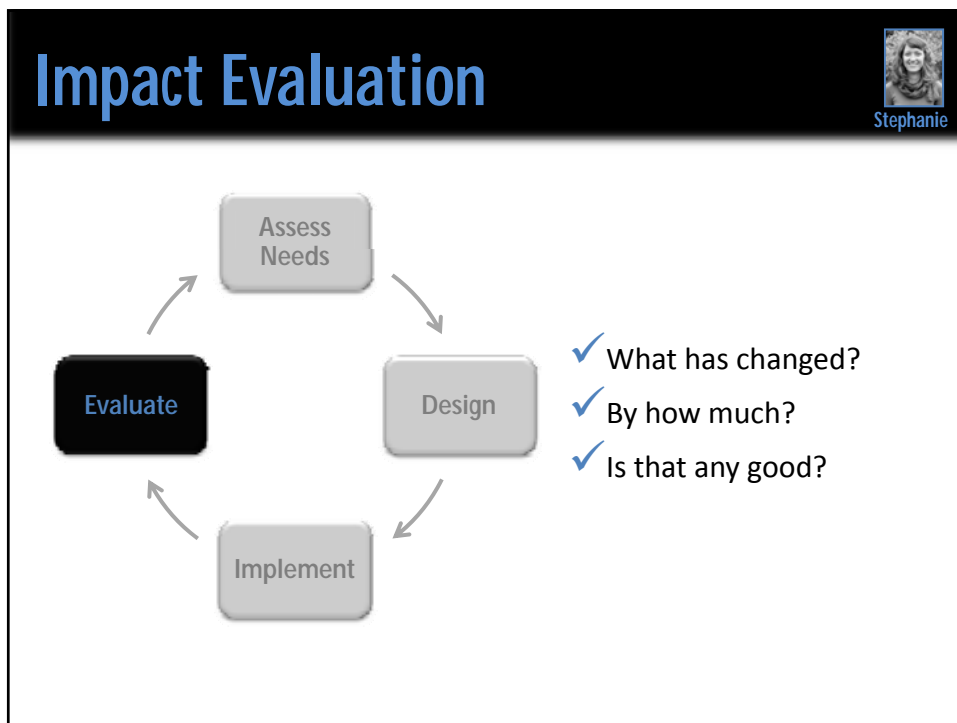 Impact Evaluation
Stephanie
Assess
Needs
Evaluate
Design
Implement
What has changed?
By how much?
Is that any good?